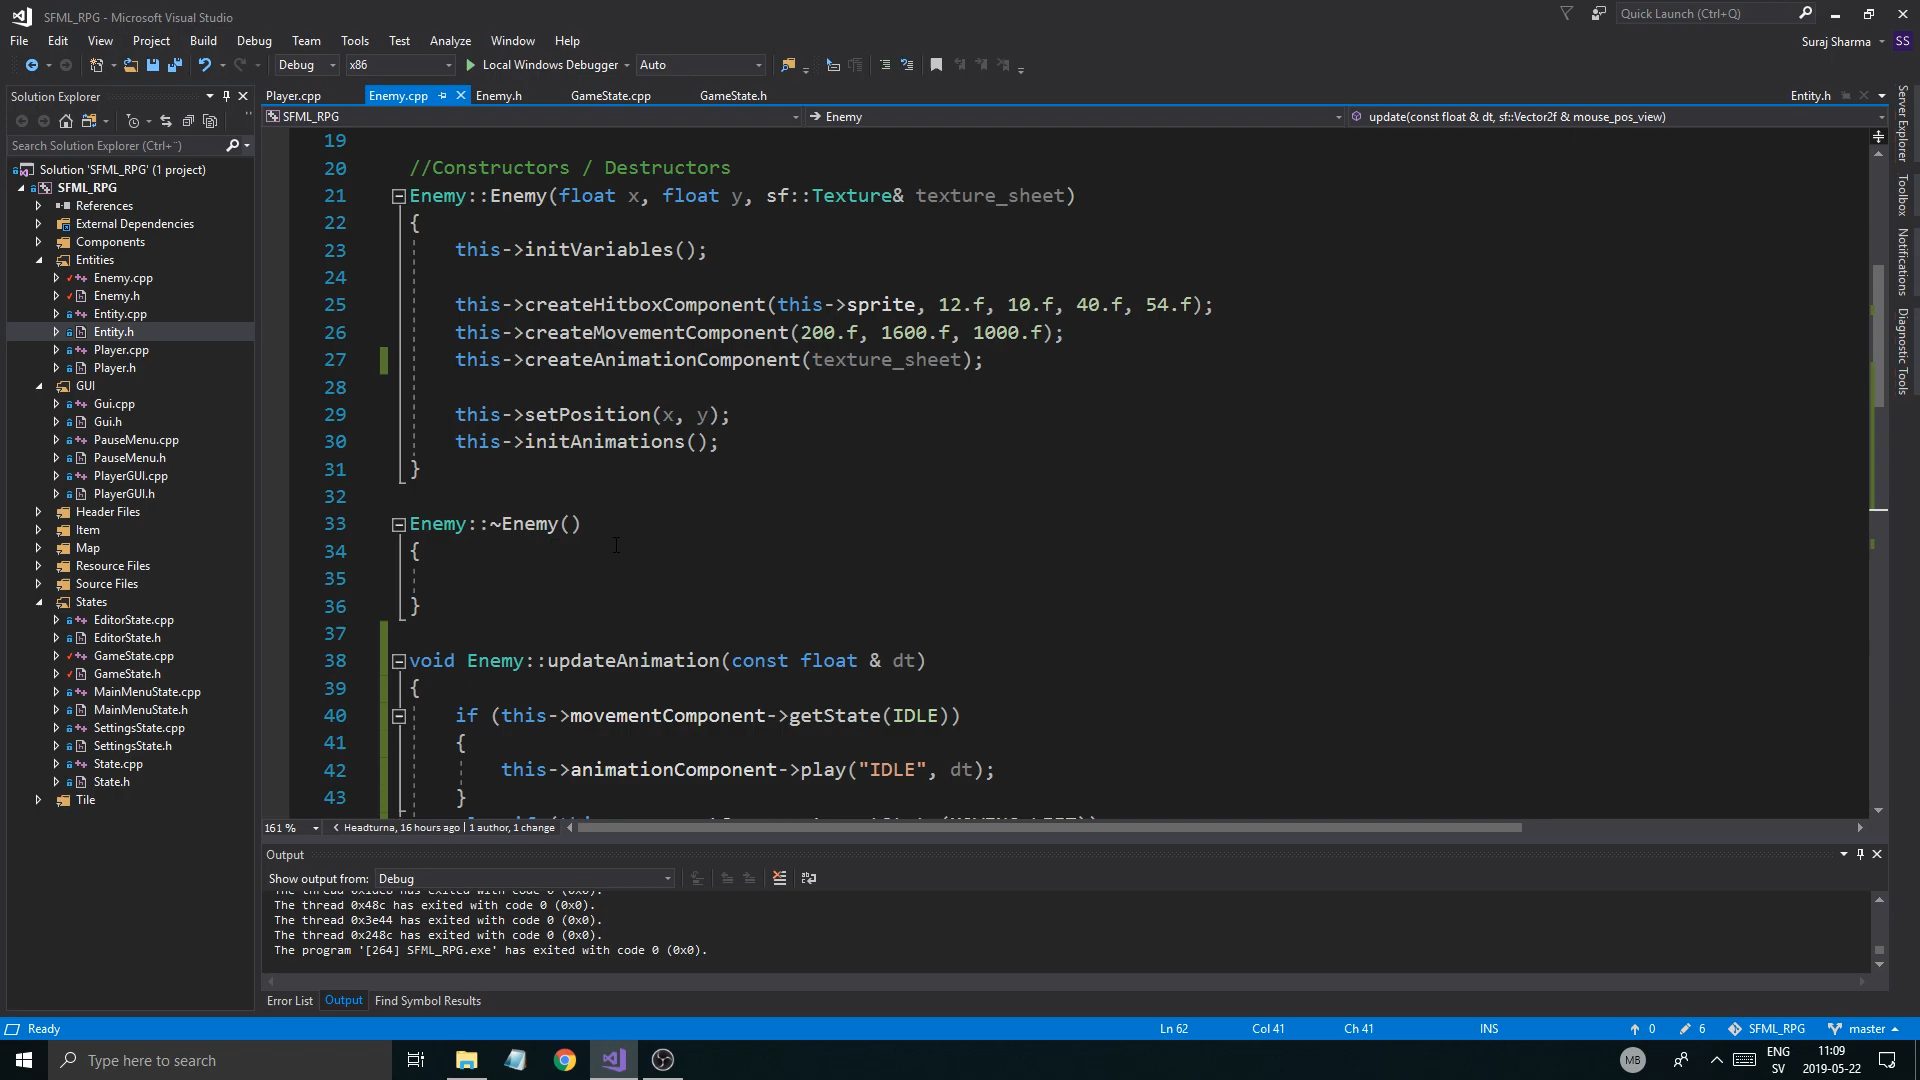 SFML_RPG - Microsoft Visual Studio
Quick Launch (Ctrl+Q)
File Edit View Project Build Debug Team Tools Test Analyze Window Help
Suraj Sharma SS
Debug x86 Local Windows Debugger Auto
Solution Explorer
Player.cpp Enemy.cpp Enemy.h GameState.cpp GameState.h Entity.h
SFML_RPG Enemy update(const float & dt, sf::Vector2f & mouse_pos_view)
Search Solution Explorer (Ctrl+¨)
Solution 'SFML_RPG' (1 project)
SFML_RPG
References
External Dependencies
Components
Entities
Enemy.cpp
Enemy.h
Entity.cpp
Entity.h
Player.cpp
Player.h
GUI
Gui.cpp
Gui.h
PauseMenu.cpp
PauseMenu.h
PlayerGUI.cpp
PlayerGUI.h
Header Files
Item
Map
Resource Files
Source Files
States
EditorState.cpp
EditorState.h
GameState.cpp
GameState.h
MainMenuState.cpp
MainMenuState.h
SettingsState.cpp
SettingsState.h
State.cpp
State.h
Tile
19
20 //Constructors / Destructors
21 Enemy::Enemy(float x, float y, sf::Texture& texture_sheet)
22 {
23 this->initVariables();
24
25 this->createHitboxComponent(this->sprite, 12.f, 10.f, 40.f, 54.f);
26 this->createMovementComponent(200.f, 1600.f, 1000.f);
27 this->createAnimationComponent(texture_sheet);
28
29 this->setPosition(x, y);
30 this->initAnimations();
31 }
32
33 Enemy::~Enemy()
34 {
35
36 }
37
38 void Enemy::updateAnimation(const float & dt)
39 {
40 if (this->movementComponent->getState(IDLE))
41 {
42 this->animationComponent->play("IDLE", dt);
43 }
161 % Headturna, 16 hours ago | 1 author, 1 change
Server Explorer
Toolbox
Notifications
Diagnostic Tools
Output
Show output from: Debug
The thread 0x48c has exited with code 0 (0x0).
The thread 0x3e44 has exited with code 0 (0x0).
The thread 0x248c has exited with code 0 (0x0).
The program '[264] SFML_RPG.exe' has exited with code 0 (0x0).
Error List Output Find Symbol Results
Ready Ln 62 Col 41 Ch 41 INS 0 6 SFML_RPG master
Type here to search
MB
ENG
SV
11:09
2019-05-22